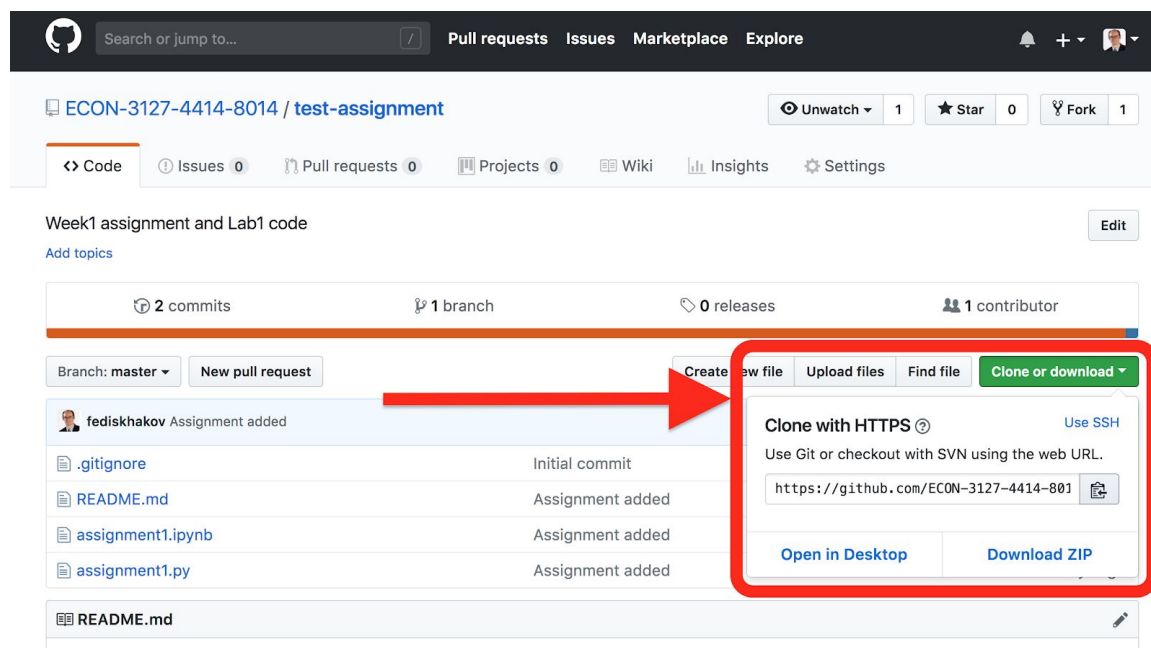 Search or jump to... / Pull requests Issues Marketplace Explore
ECON-3127-4414-8014 / test-assignment Unwatch 1 Star 0 Fork 1
Code Issues 0 Pull requests 0 Projects 0 Wiki Insights Settings
Week1 assignment and Lab1 code Edit
Add topics
2 commits 1 branch 0 releases 1 contributor
Branch: master New pull request Create file Upload files Find file Clone or download
fediskhakov Assignment added
Clone with HTTPS Use SSH
Use Git or checkout with SVN using the web URL.
https://github.com/ECON-3127-4414-801
Open in Desktop Download ZIP
.gitignore Initial commit
README.md Assignment added
assignment1.ipynb Assignment added
assignment1.py Assignment added
README.md